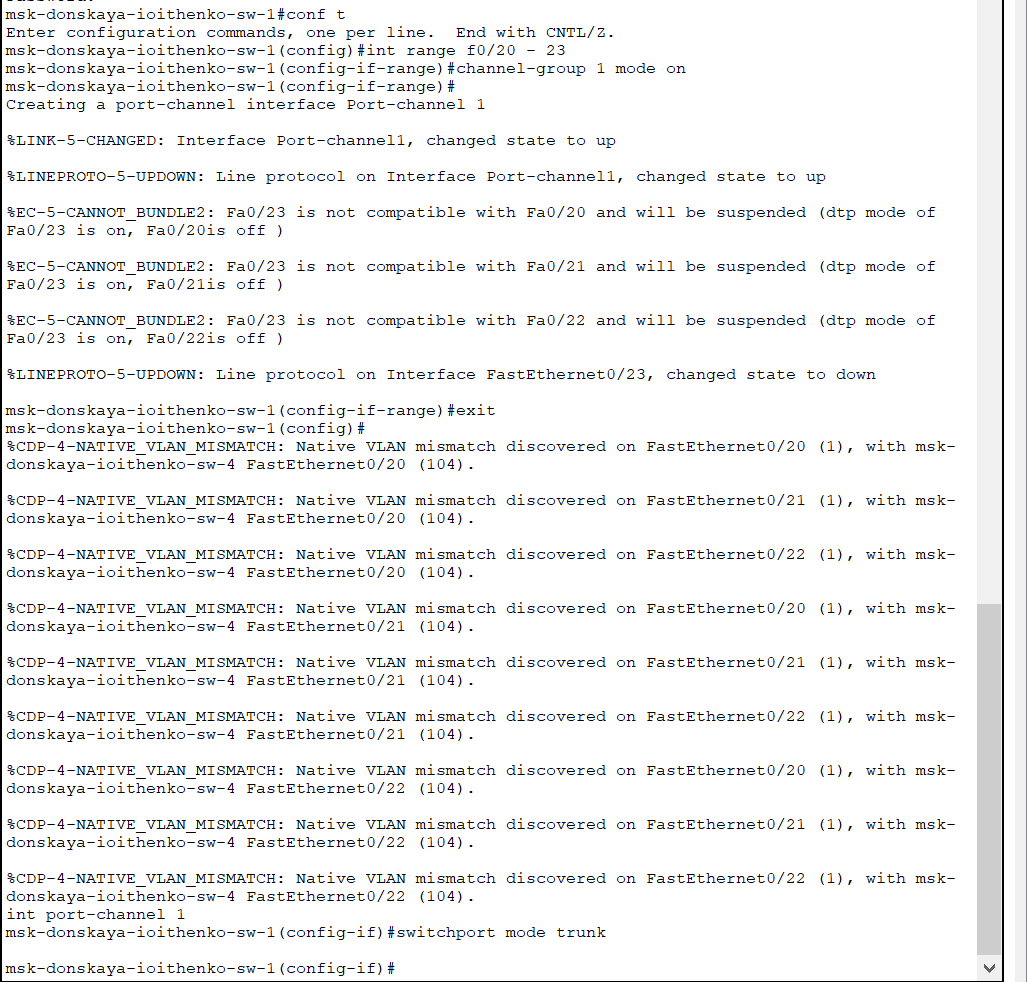 msk-donskaya-ioithenko-sw-1#conf t
Enter configuration commands, one per line.  End with CNTL/Z.
msk-donskaya-ioithenko-sw-1(config)#int range f0/20 - 23
msk-donskaya-ioithenko-sw-1(config-if-range)#channel-group 1 mode on
msk-donskaya-ioithenko-sw-1(config-if-range)#
Creating a port-channel interface Port-channel 1
%LINK-5-CHANGED: Interface Port-channel1, changed state to up
%LINEPROTO-5-UPDOWN: Line protocol on Interface Port-channel1, changed state to up
%EC-5-CANNOT_BUNDLE2: Fa0/23 is not compatible with Fa0/20 and will be suspended (dtp mode of
Fa0/23 is on, Fa0/20is off )
%EC-5-CANNOT_BUNDLE2: Fa0/23 is not compatible with Fa0/21 and will be suspended (dtp mode of
Fa0/23 is on, Fa0/21is off )
%EC-5-CANNOT_BUNDLE2: Fa0/23 is not compatible with Fa0/22 and will be suspended (dtp mode of
Fa0/23 is on, Fa0/22is off )
%LINEPROTO-5-UPDOWN: Line protocol on Interface FastEthernet0/23, changed state to down
msk-donskaya-ioithenko-sw-1(config-if-range)#exit
msk-donskaya-ioithenko-sw-1(config)#
%CDP-4-NATIVE_VLAN_MISMATCH: Native VLAN mismatch discovered on FastEthernet0/20 (1), with msk-
donskaya-ioithenko-sw-4 FastEthernet0/20 (104).
%CDP-4-NATIVE_VLAN_MISMATCH: Native VLAN mismatch discovered on FastEthernet0/21 (1), with msk-
donskaya-ioithenko-sw-4 FastEthernet0/20 (104).
%CDP-4-NATIVE_VLAN_MISMATCH: Native VLAN mismatch discovered on FastEthernet0/22 (1), with msk-
donskaya-ioithenko-sw-4 FastEthernet0/20 (104).
%CDP-4-NATIVE_VLAN_MISMATCH: Native VLAN mismatch discovered on FastEthernet0/20 (1), with msk-
donskaya-ioithenko-sw-4 FastEthernet0/21 (104).
%CDP-4-NATIVE_VLAN_MISMATCH: Native VLAN mismatch discovered on FastEthernet0/21 (1), with msk-
donskaya-ioithenko-sw-4 FastEthernet0/21 (104).
%CDP-4-NATIVE_VLAN_MISMATCH: Native VLAN mismatch discovered on FastEthernet0/22 (1), with msk-
donskaya-ioithenko-sw-4 FastEthernet0/21 (104).
%CDP-4-NATIVE_VLAN_MISMATCH: Native VLAN mismatch discovered on FastEthernet0/20 (1), with msk-
donskaya-ioithenko-sw-4 FastEthernet0/22 (104).
%CDP-4-NATIVE_VLAN_MISMATCH: Native VLAN mismatch discovered on FastEthernet0/21 (1), with msk-
donskaya-ioithenko-sw-4 FastEthernet0/22 (104).
%CDP-4-NATIVE_VLAN_MISMATCH: Native VLAN mismatch discovered on FastEthernet0/22 (1), with msk-
donskaya-ioithenko-sw-4 FastEthernet0/22 (104).
int port-channel 1
msk-donskaya-ioithenko-sw-1(config-if)#switchport mode trunk
msk-donskaya-ioithenko-sw-1(config-if)#